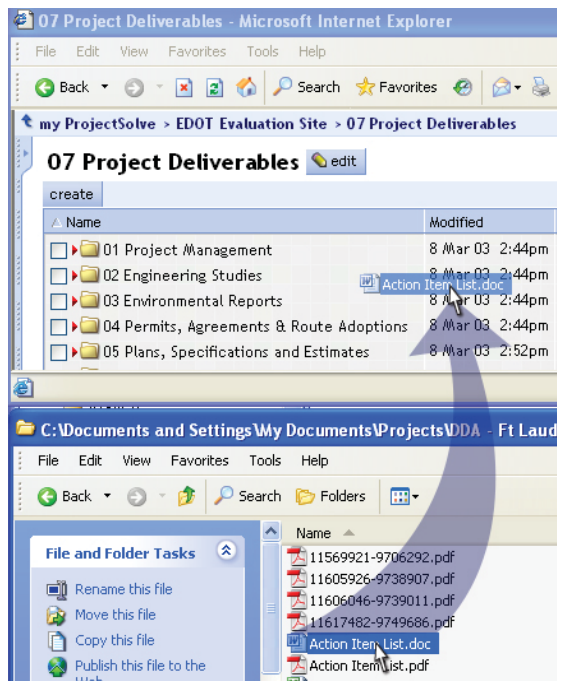 07 Project Deliverables - Microsoft Internet Explorer
File Edit View Favorites Tools Help
Back Search Favorites
my ProjectSolve > EDOT Evaluation Site > 07 Project Deliverables
07 Project Deliverables edit
create
Name Modified
01 Project Management 8 Mar 03 2:44pm
02 Engineering Studies 8 Mar 03 2:44pm
Action Item List.doc
03 Environmental Reports 8 Mar 03 2:44pm
04 Permits, Agreements & Route Adoptions 8 Mar 03 2:44pm
05 Plans, Specifications and Estimates 8 Mar 03 2:52pm
C:\Documents and Settings\My Documents\Projects\DDA - Ft Laud
File Edit View Favorites Tools Help
Back Search Folders
Name
File and Folder Tasks
11569921-9706292.pdf
11605926-9738907.pdf
Rename this file
11606046-9739011.pdf
Move this file
11617482-9749686.pdf
Copy this file
Action Item List.doc
Publish this file to the
Action Item List.pdf
Web